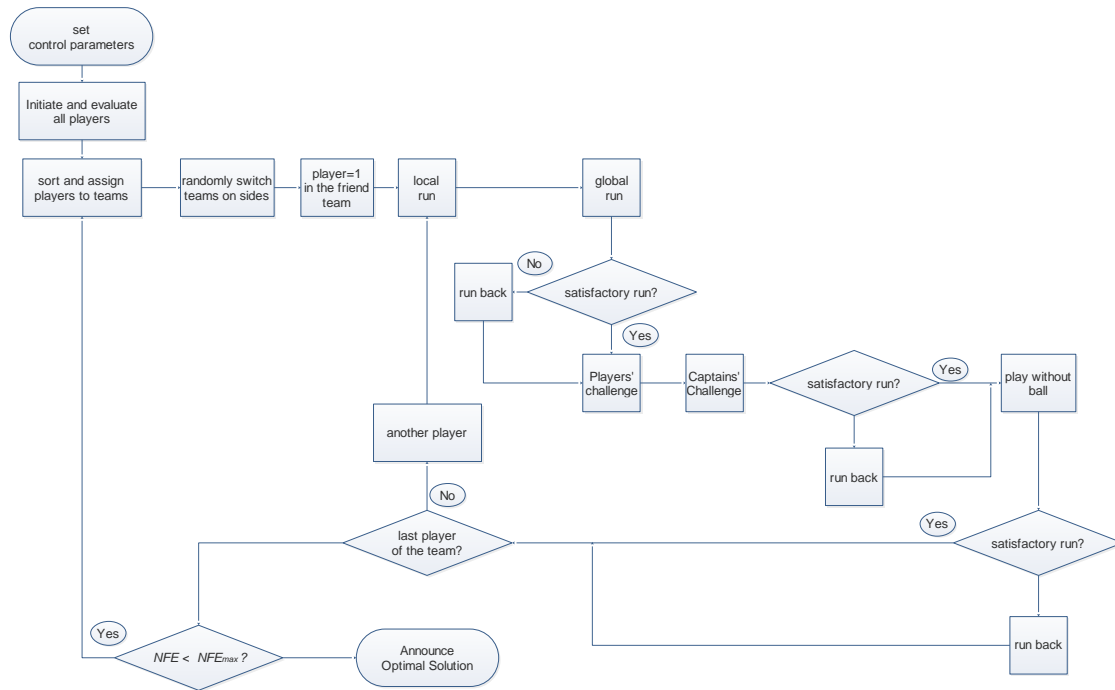 set
control parameters
Initiate and evaluate
all players
sort and assign
players to teams
randomly switch
teams on sides
player=1
in the friend
team
local
run
global
run
No
run back
satisfactory run?
Yes
Players'
challenge
Captains'
Challenge
satisfactory run?
Yes
play without
ball
run back
another player
No
last player
of the team?
Yes
satisfactory run?
run back
Yes
NFE < NFEmax ?
Announce
Optimal Solution